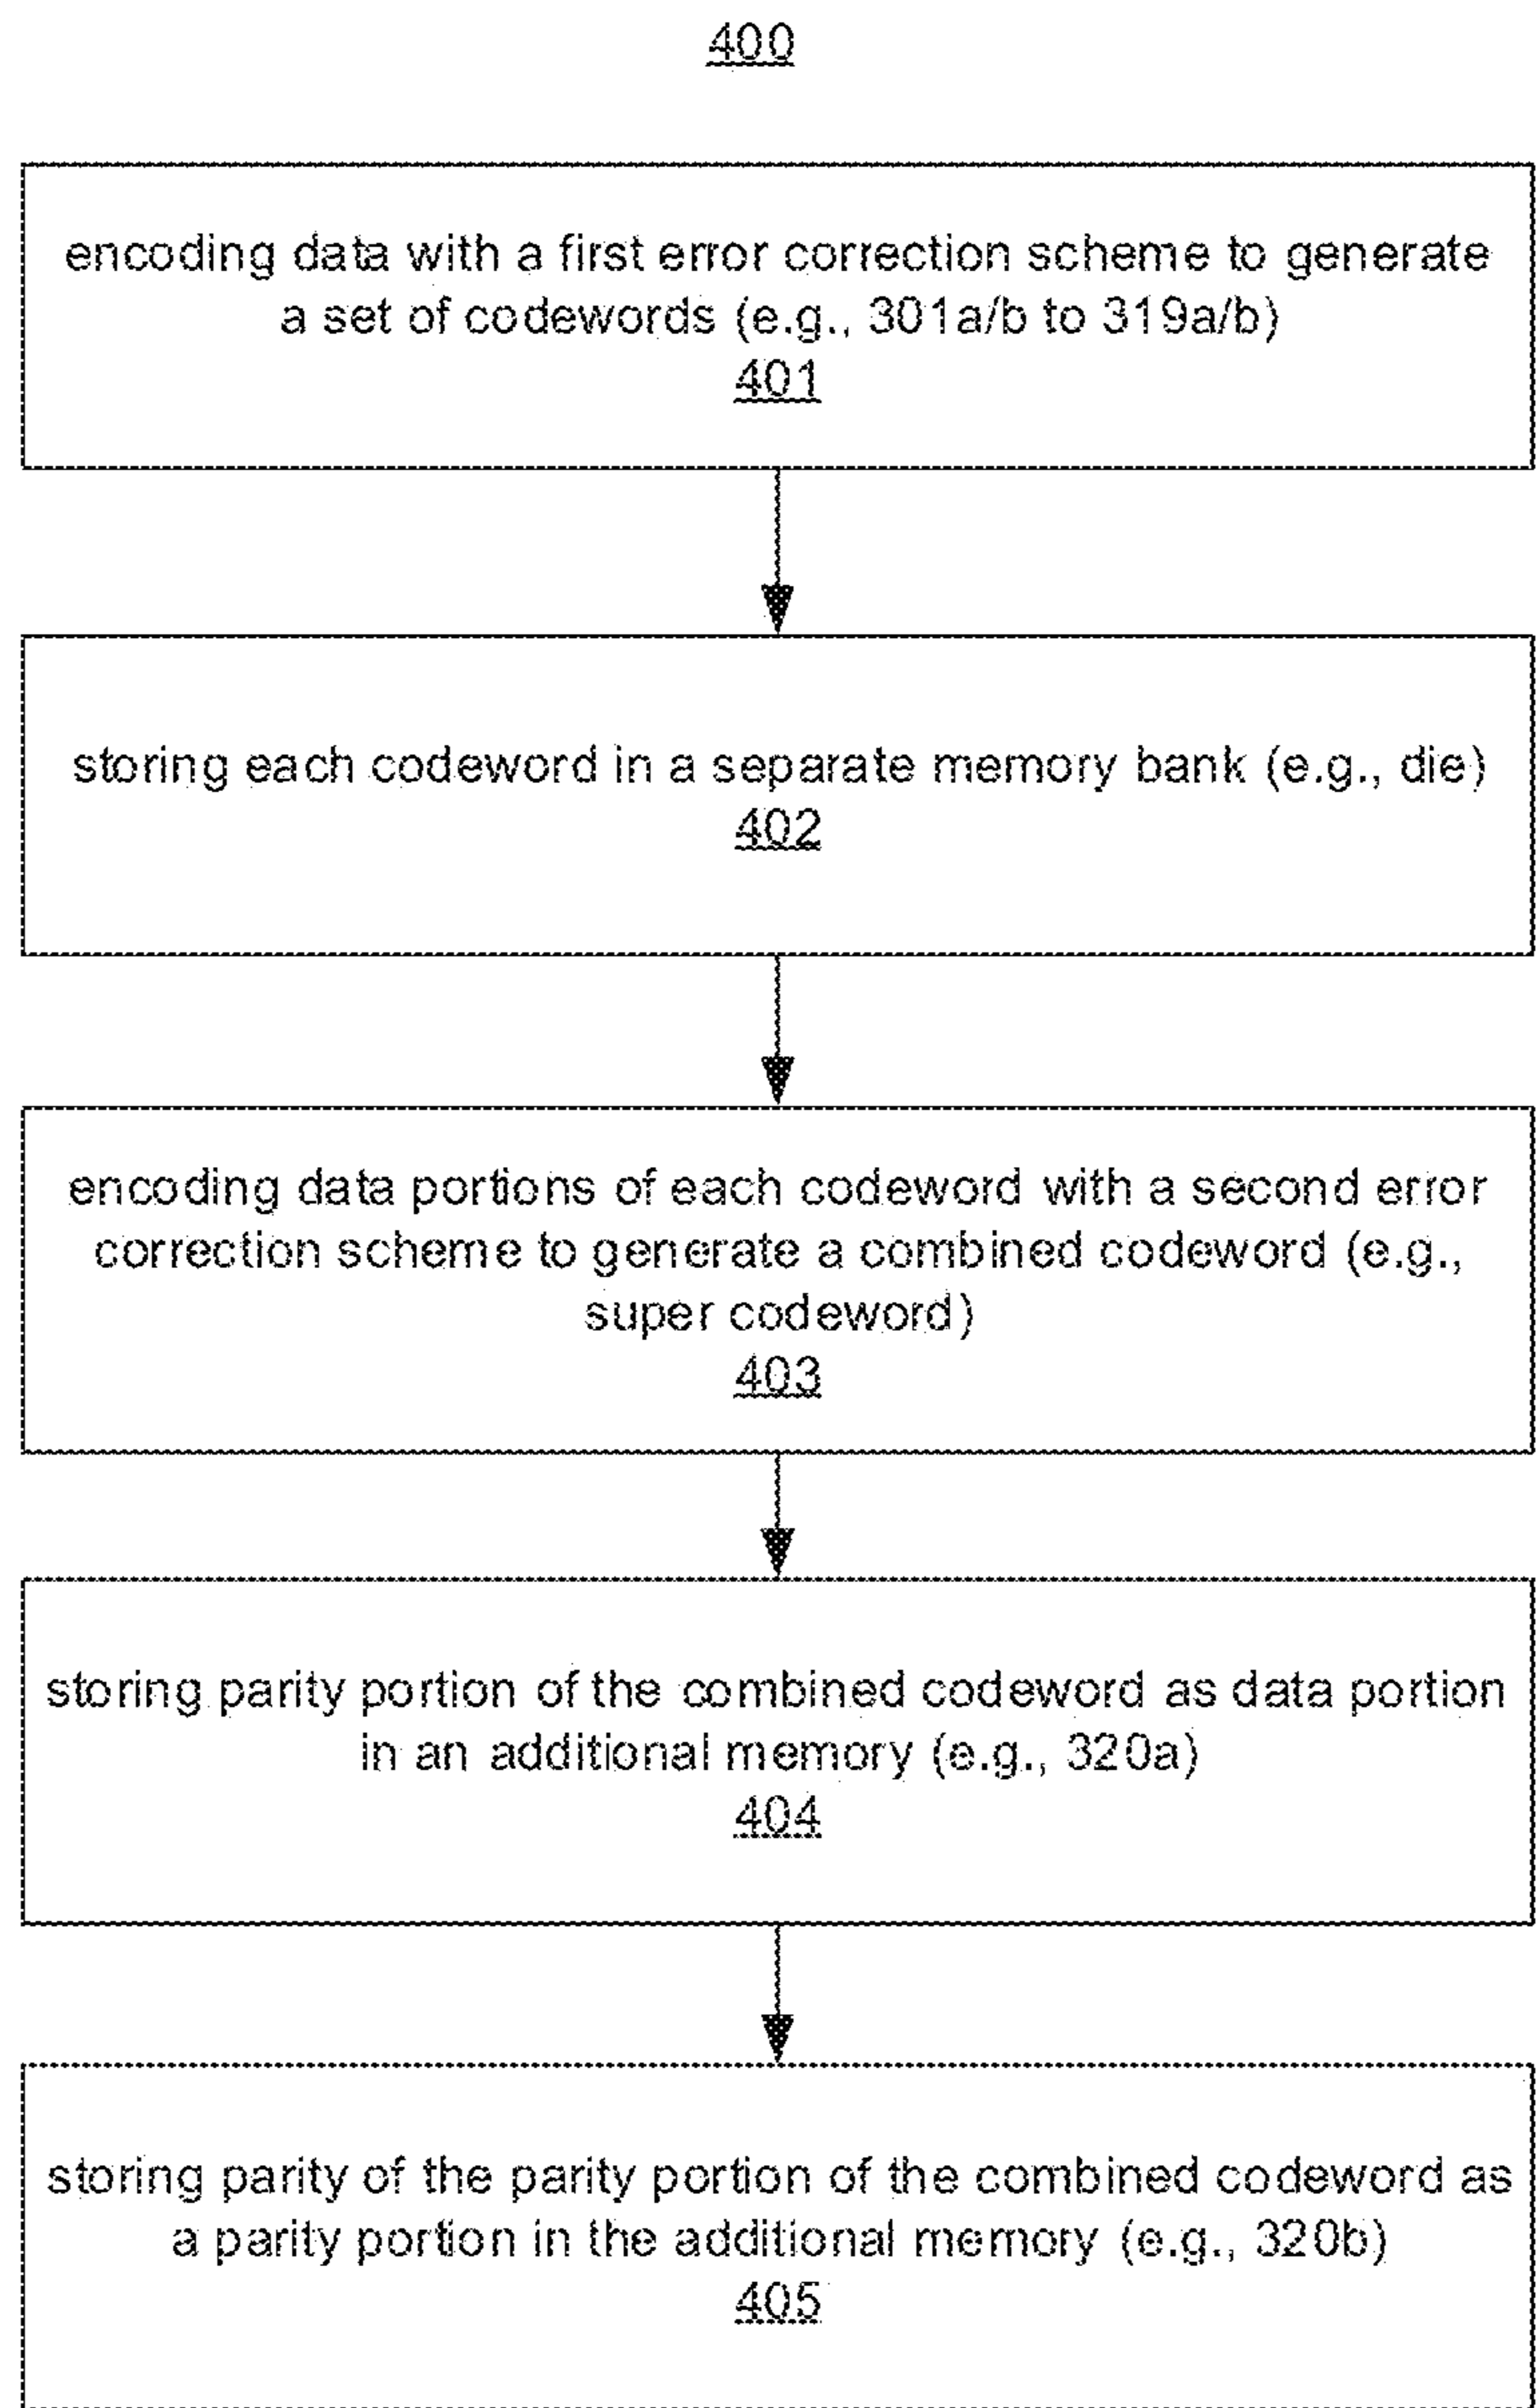 400
encoding data with a first error correction scheme to generate
a set of codewords (e.g., 301a/b to 319a/b)
401
storing each codeword in a separate memory bank (e.g., die)
402
encoding data portions of each codeword with a second error
correction scheme to generate a combined codeword (e.g.,
super codeword)
403
storing parity portion of the combined codeword as data portion
in an additional memory (e.g., 320a)
404
storing parity of the parity portion of the combined codeword as
a parity portion in the additional memory (e.g., 320b)
405